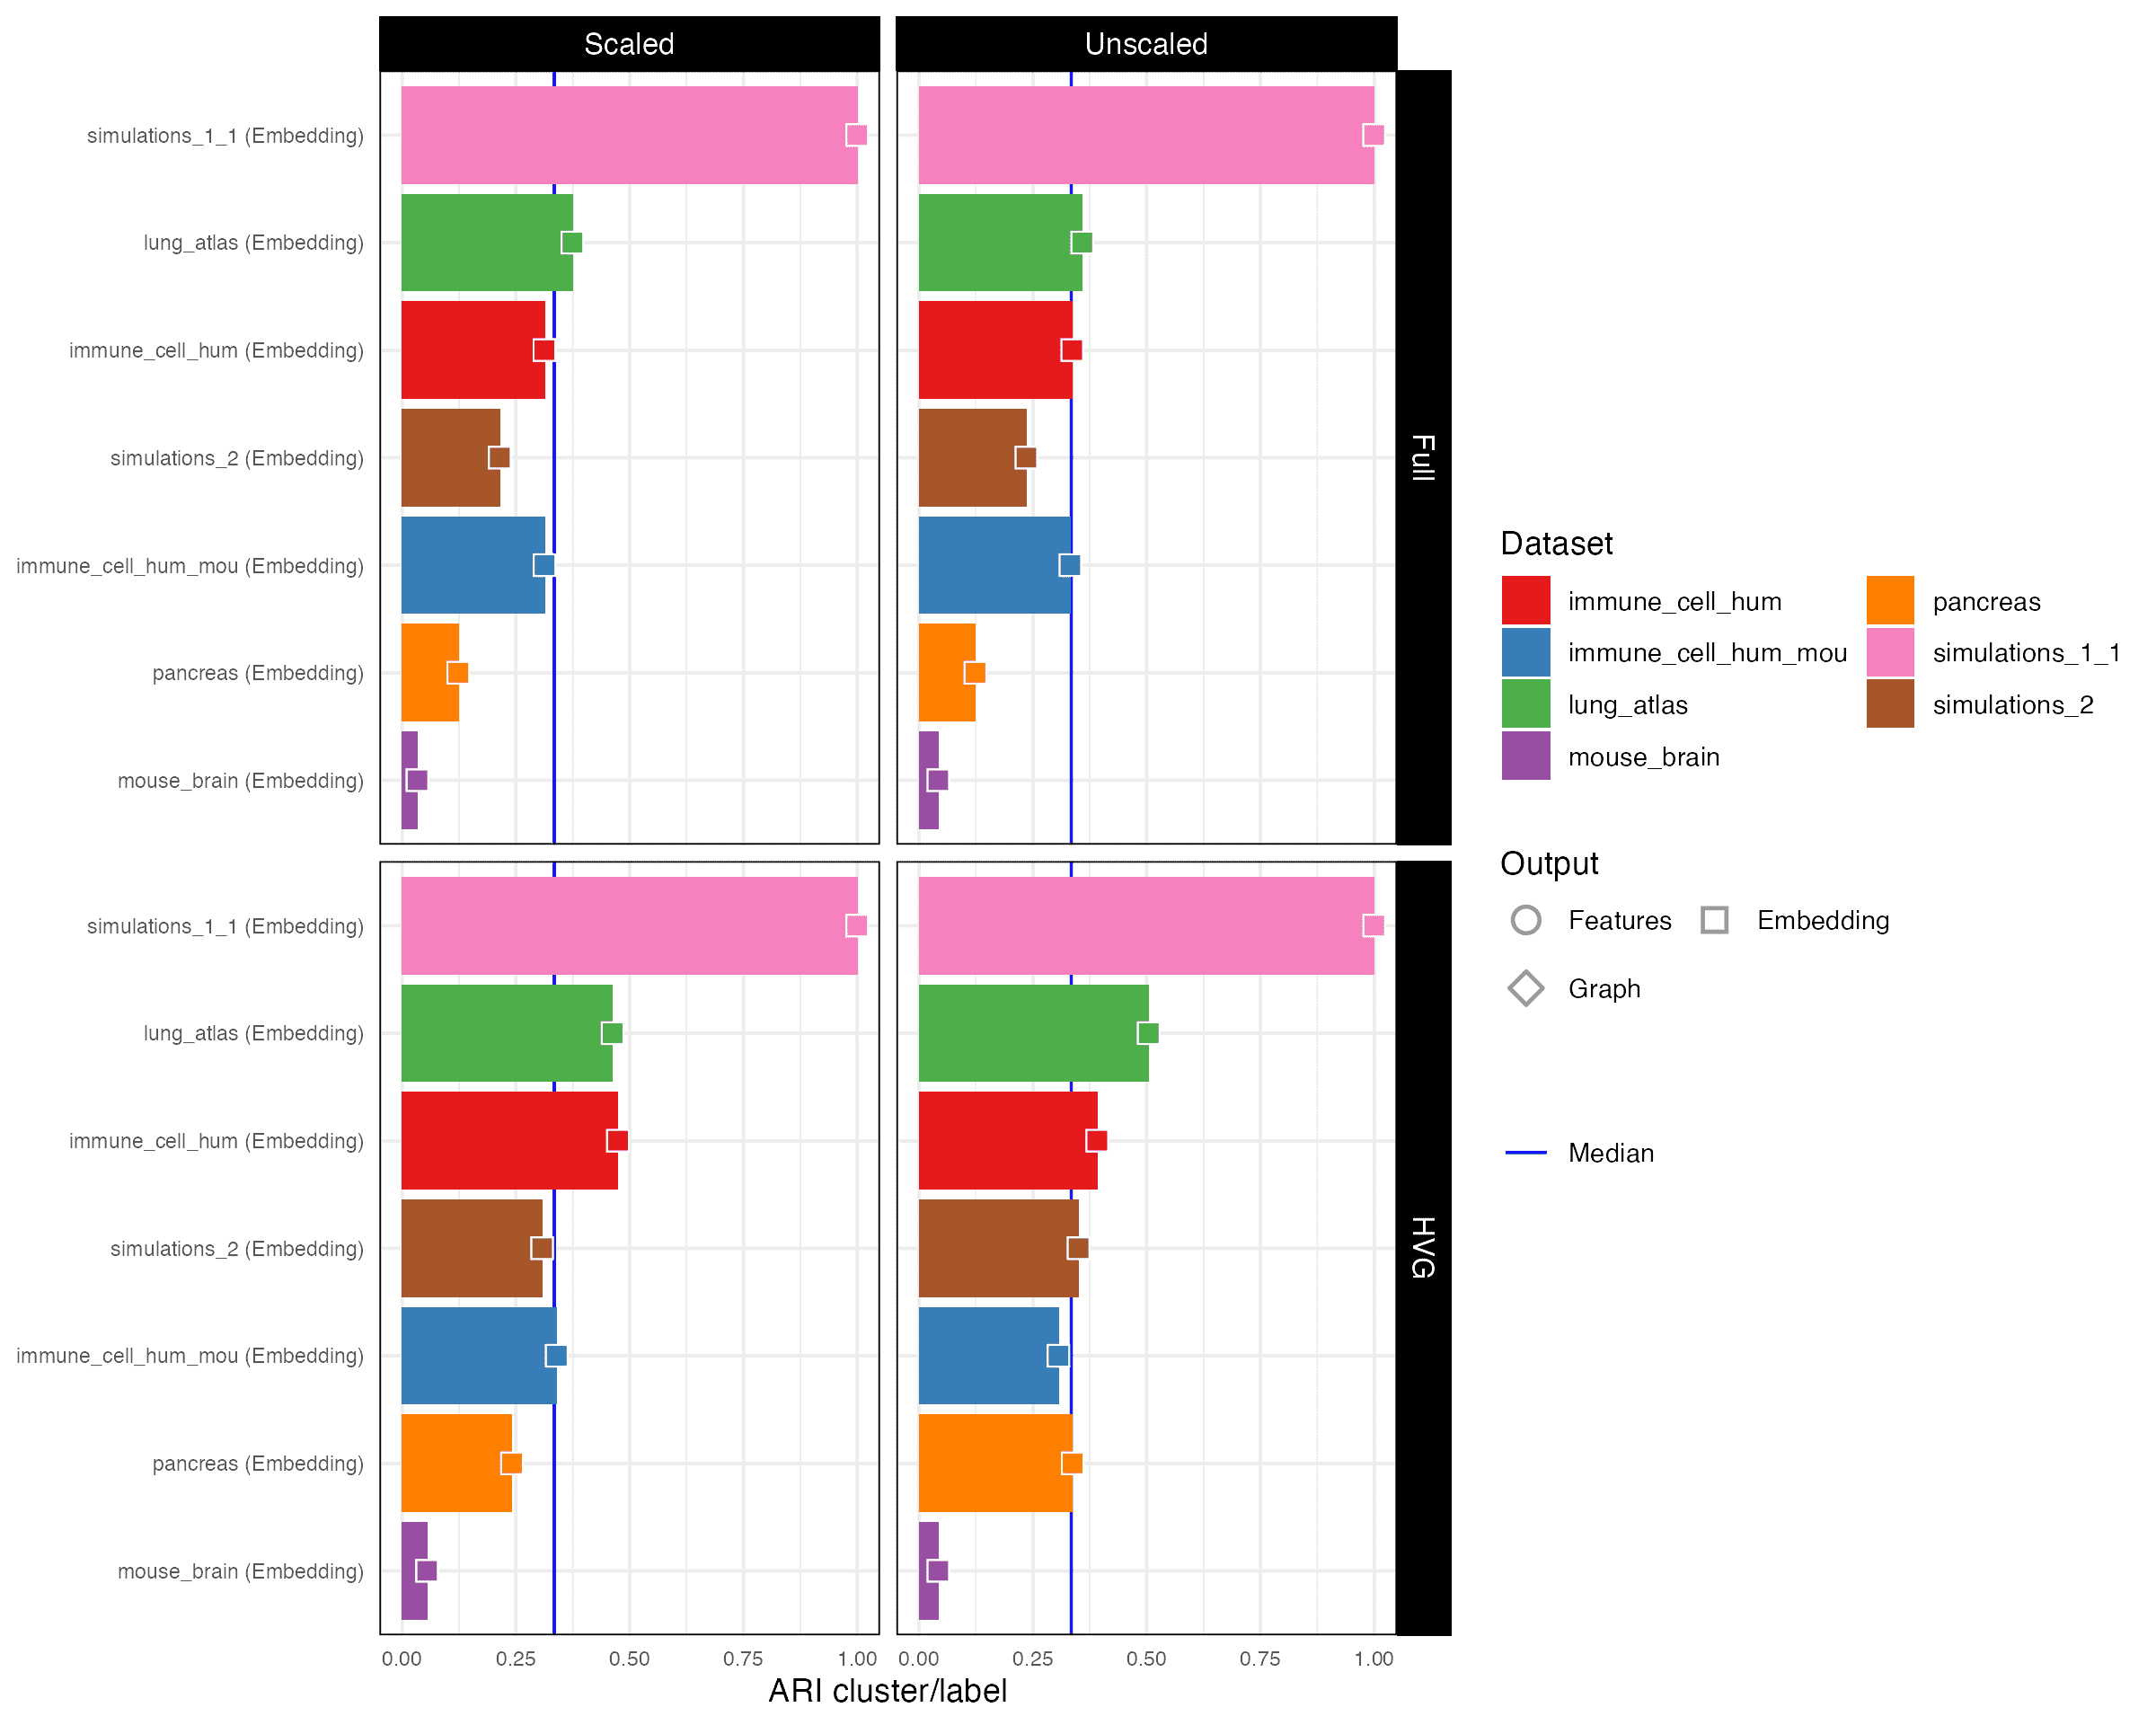 Scaled
Unscaled
simulations_1_1 (Embedding)
lung_atlas (Embedding)
immune_cell_hum (Embedding)
simulations_2 (Embedding)
immune_cell_hum_mou (Embedding)
pancreas (Embedding)
mouse_brain (Embedding)
Full
simulations_1_1 (Embedding)
lung_atlas (Embedding)
immune_cell_hum (Embedding)
simulations_2 (Embedding)
immune_cell_hum_mou (Embedding)
pancreas (Embedding)
mouse_brain (Embedding)
HVG
0.00 0.25 0.50 0.75 1.00
0.00 0.25 0.50 0.75 1.00
ARI cluster/label
Dataset
immune_cell_hum
immune_cell_hum_mou
lung_atlas
mouse_brain
pancreas
simulations_1_1
simulations_2
Output
Features
Embedding
Graph
Median